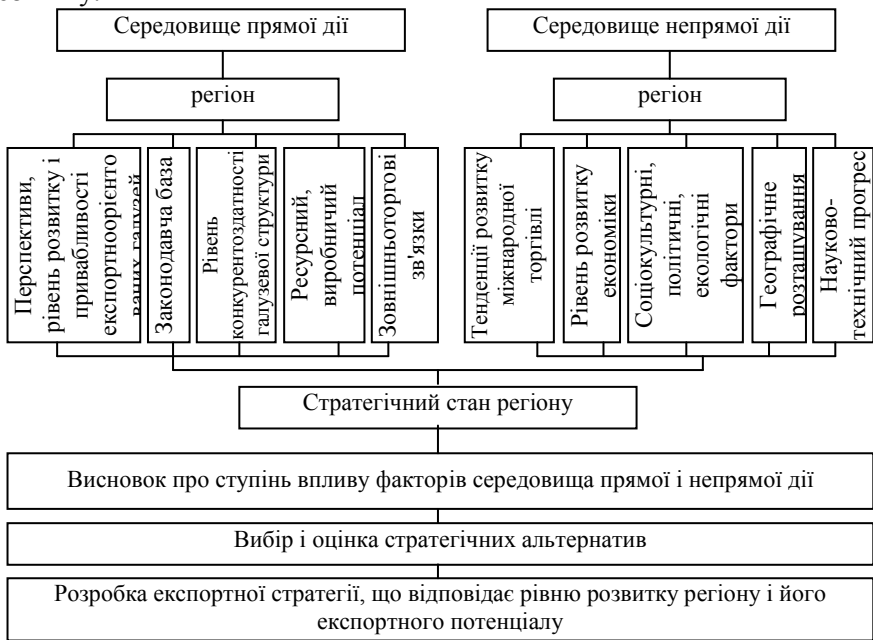 Середовище прямої дії
Середовище непрямої дії
регіон
регіон
Перспективи,
рівень розвитку і
привабливості
експортноорієнто
ваних галузей
Законодавча база
Рівень
конкурентоздатності
галузевої структури
Ресурсний,
виробничий
потенціал
Зовнішньоторгові
зв'язки
Тенденції розвитку
міжнародної
торгівлі
Рівень розвитку
економіки
Соціокультурні,
політичні,
екологічні
фактори
Географічне
розташування
Науково-
технічний прогрес
Стратегічний стан регіону
Висновок про ступінь впливу факторів середовища прямої і непрямої дії
Вибір і оцінка стратегічних альтернатив
Розробка експортної стратегії, що відповідає рівню розвитку регіону і його
експортного потенціалу